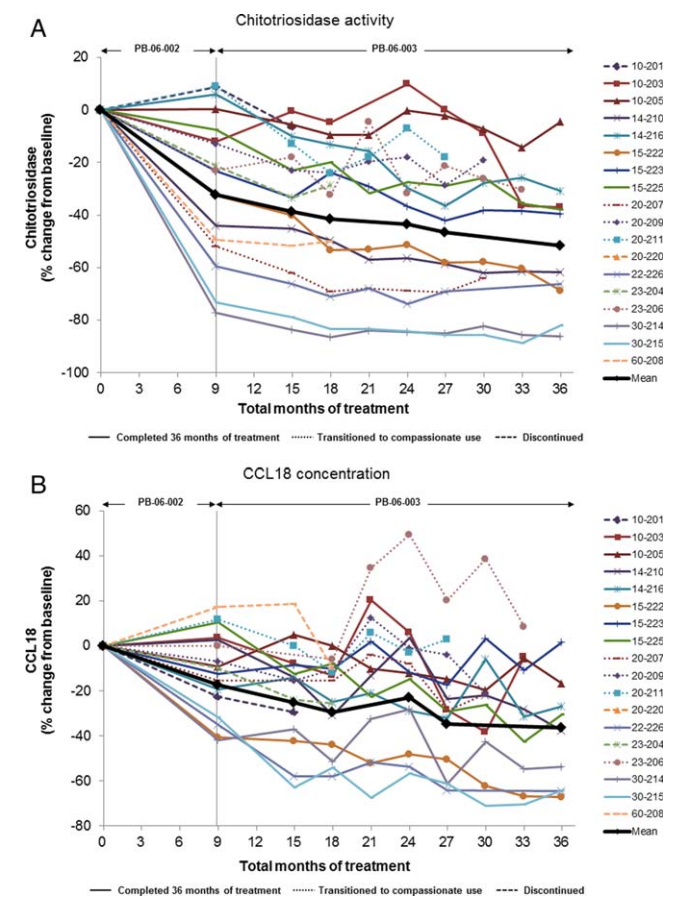 A
Chitotriosidase activity
PB-06-002
PB-06-003
Chitotriosidase
(% change from baseline)
20
0
-20
-40
-60
-80
-100
0 3 6 9 12 15 18 21 24 27 30 33 36
Total months of treatment
10-201
10-203
10-205
14-210
14-216
15-222
15-223
15-225
20-207
20-209
20-211
20-220
22-226
23-204
23-206
30-214
30-215
60-208
Mean
Completed 36 months of treatment Transitioned to compassionate use Discontinued
B
CCL18 concentration
PB-06-002
PB-06-003
CCL18
(% change from baseline)
60
40
20
0
-20
-40
-60
-80
0 3 6 9 12 15 18 21 24 27 30 33 36
Total months of treatment
10-201
10-203
10-205
14-210
14-216
15-222
15-223
15-225
20-207
20-209
20-211
20-220
22-226
23-204
23-206
30-214
30-215
60-208
Mean
Completed 36 months of treatment Transitioned to compassionate use Discontinued